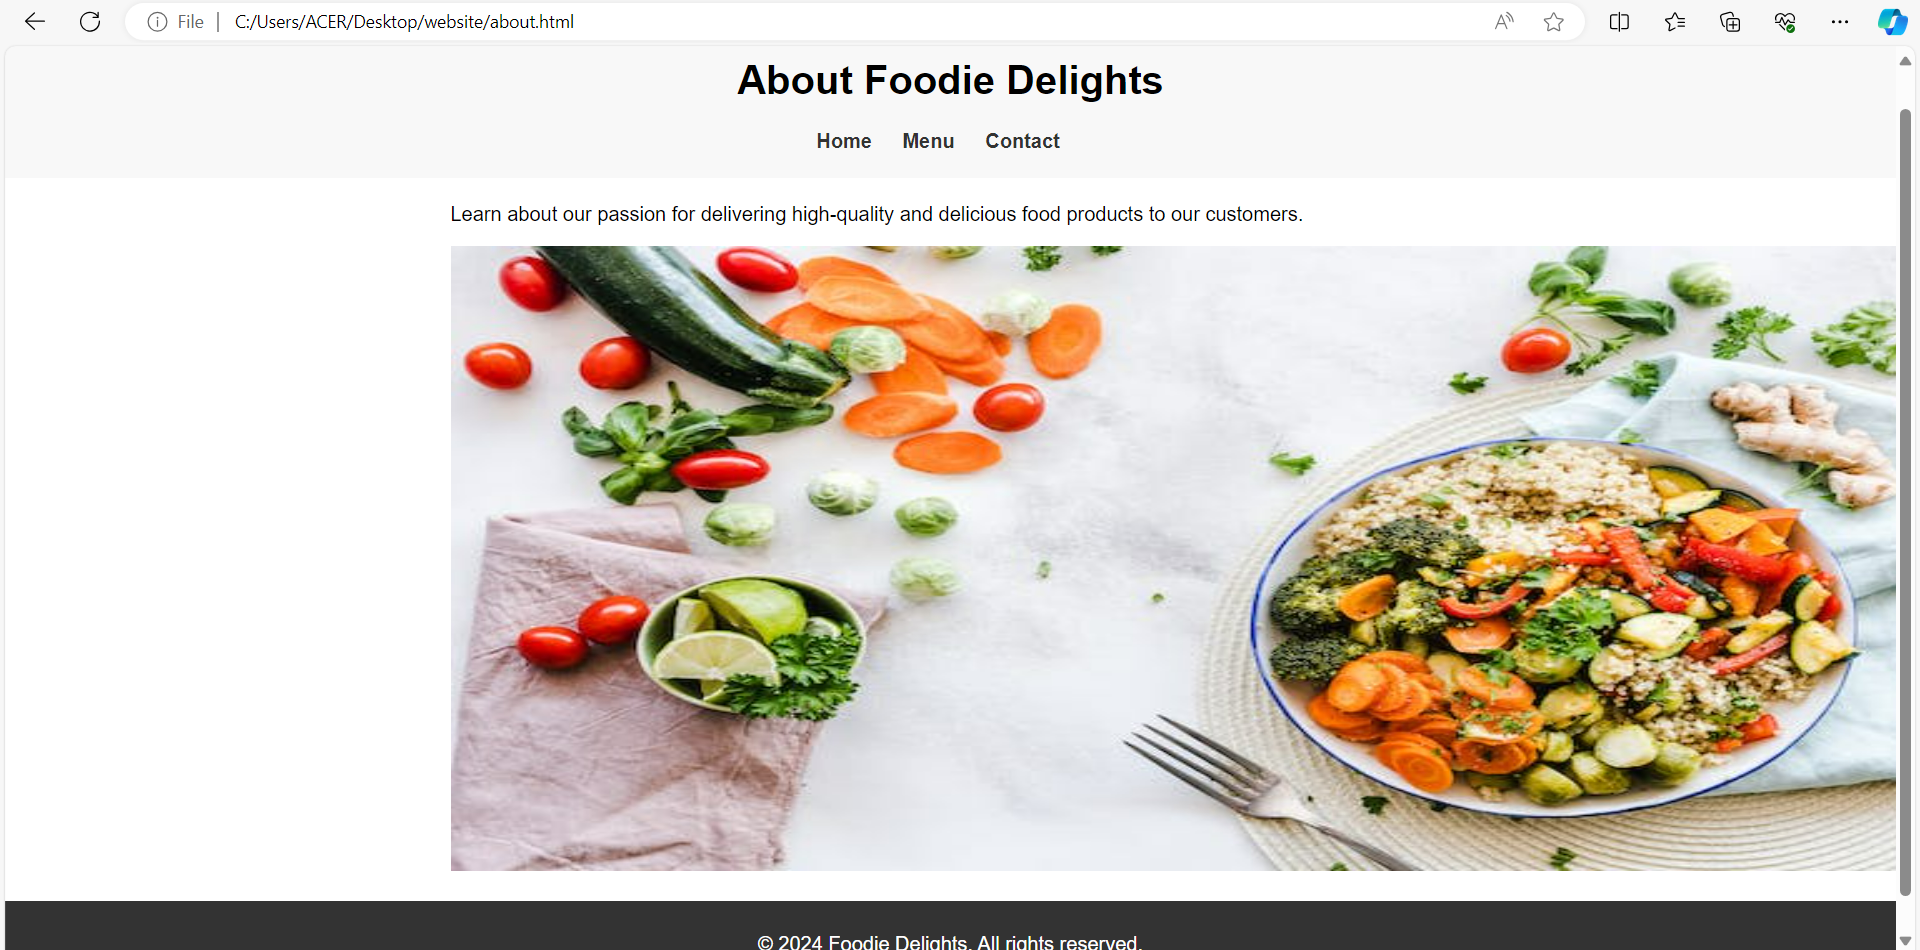 File | C:/Users/ACER/Desktop/website/about.html
About Foodie Delights
Home Menu Contact
Learn about our passion for delivering high-quality and delicious food products to our customers.
© 2024 Foodie Delights. All rights reserved.